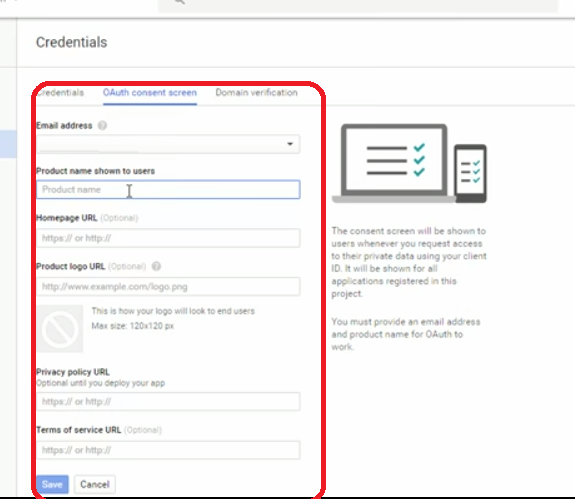 Credentials
Credentials OAuth consent screen Domain verification
Email address
Product name shown to users
Product name
Homepage URL (Optional)
https:// or http://
Product logo URL (Optional)
http://www.example.com/logo.png
This is how your logo will look to end users
Max size: 120x120 px
Privacy policy URL
Optional until you deploy your app
https:// or http://
Terms of service URL (Optional)
https:// or http://
Save Cancel
The consent screen will be shown to
users whenever you request access
to their private data using your client
ID. It will be shown for all
applications registered in this
project.
You must provide an email address
and product name for OAuth to
work.